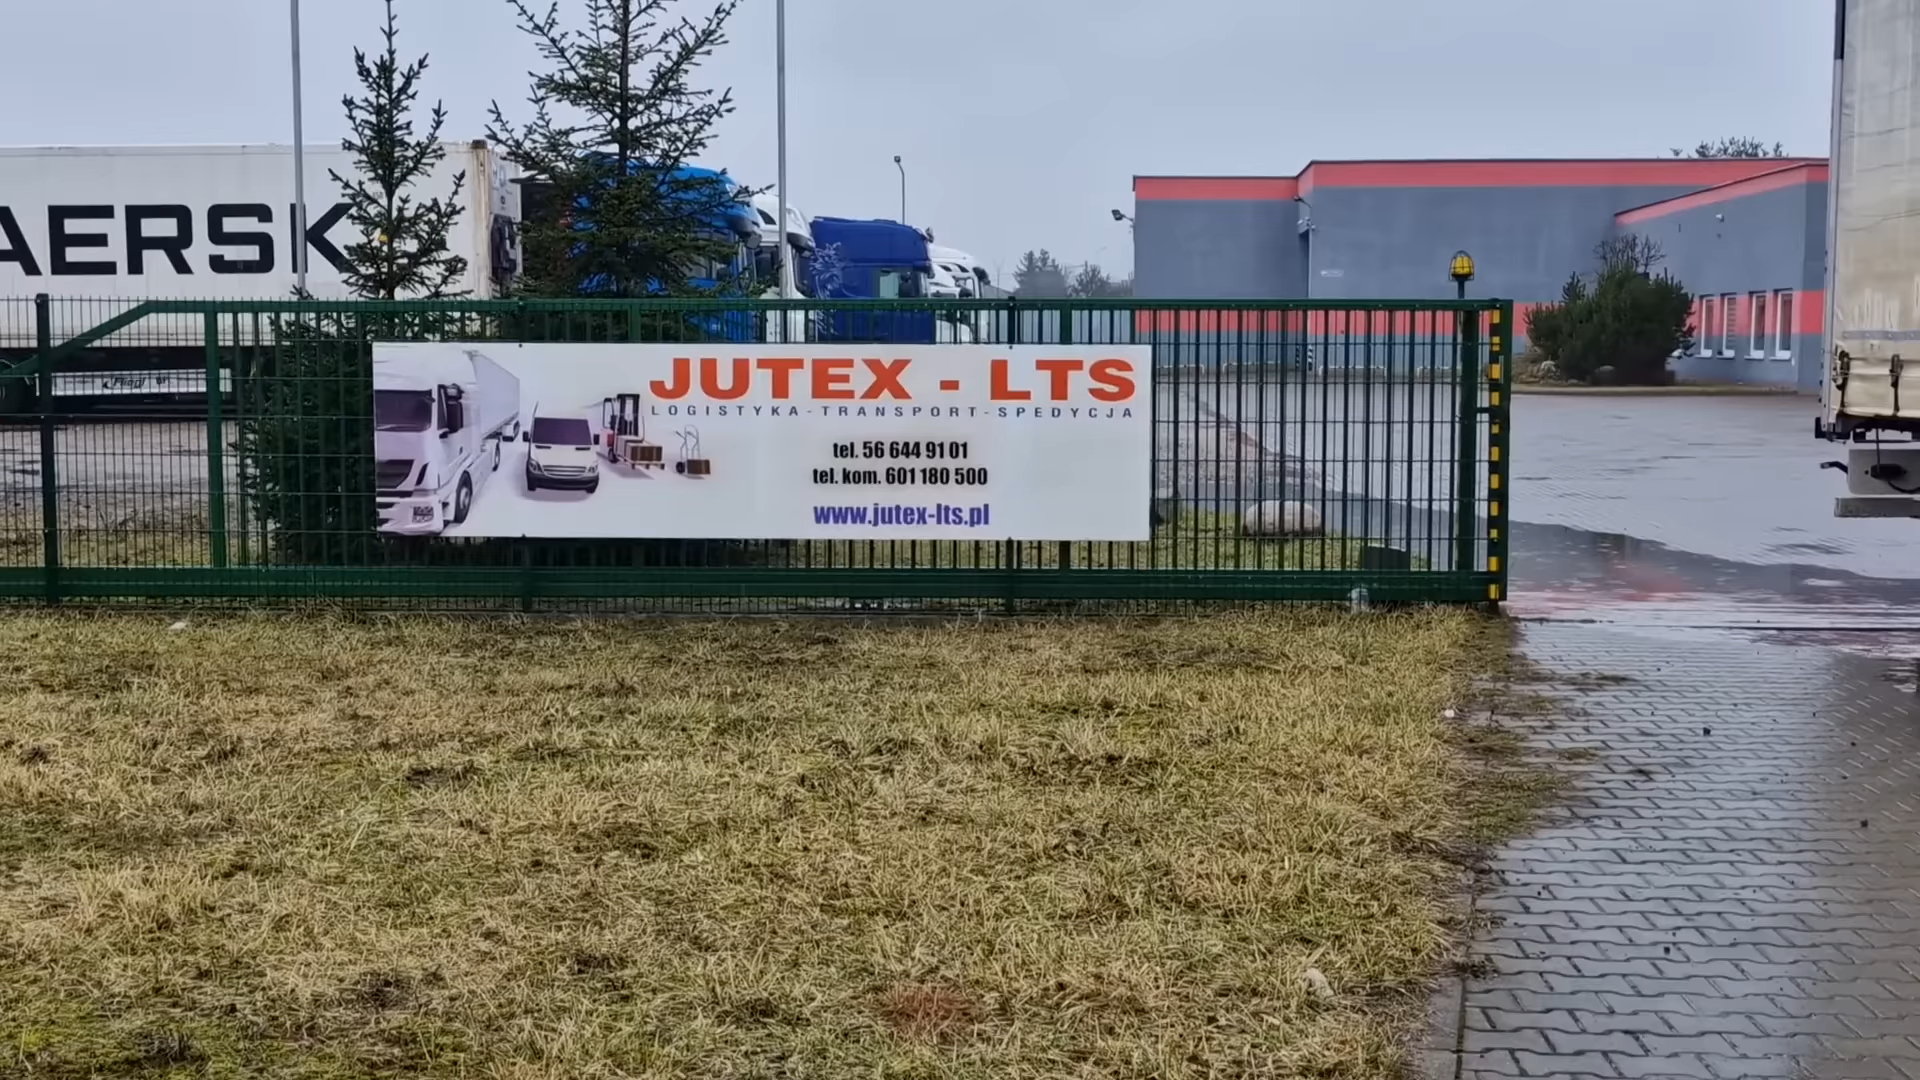 AERSK
JUTEX - LTS
LOGISTYKA-TRANSPORT-SPEDYCJA
tel. 56 644 91 01
tel. kom. 601 180 500
www.jutex-lts.pl